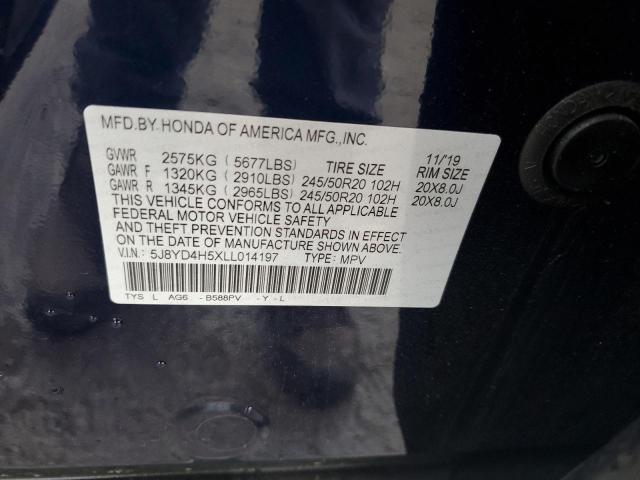 MFD.BY HONDA OF AMERICA MFG.,INC.
11/'19
GVWR 2575KG (5677LBS) TIRE SIZE RIM SIZE
GAWR F 1320KG (2910LBS) 245/50R20 102H 20X8.0J
GAWR R 1345KG (2965LBS) 245/50R20 102H 20X8.0J
THIS VEHICLE CONFORMS TO ALL APPLICABLE
FEDERAL MOTOR VEHICLE SAFETY
AND THEFT PREVENTION STANDARDS IN EFFECT
ON THE DATE OF MANUFACTURE SHOWN ABOVE.
V.I.N.: 5J8YD4H5XLL014197 TYPE: MPV
TYS L AG6 - B588PV - Y - L